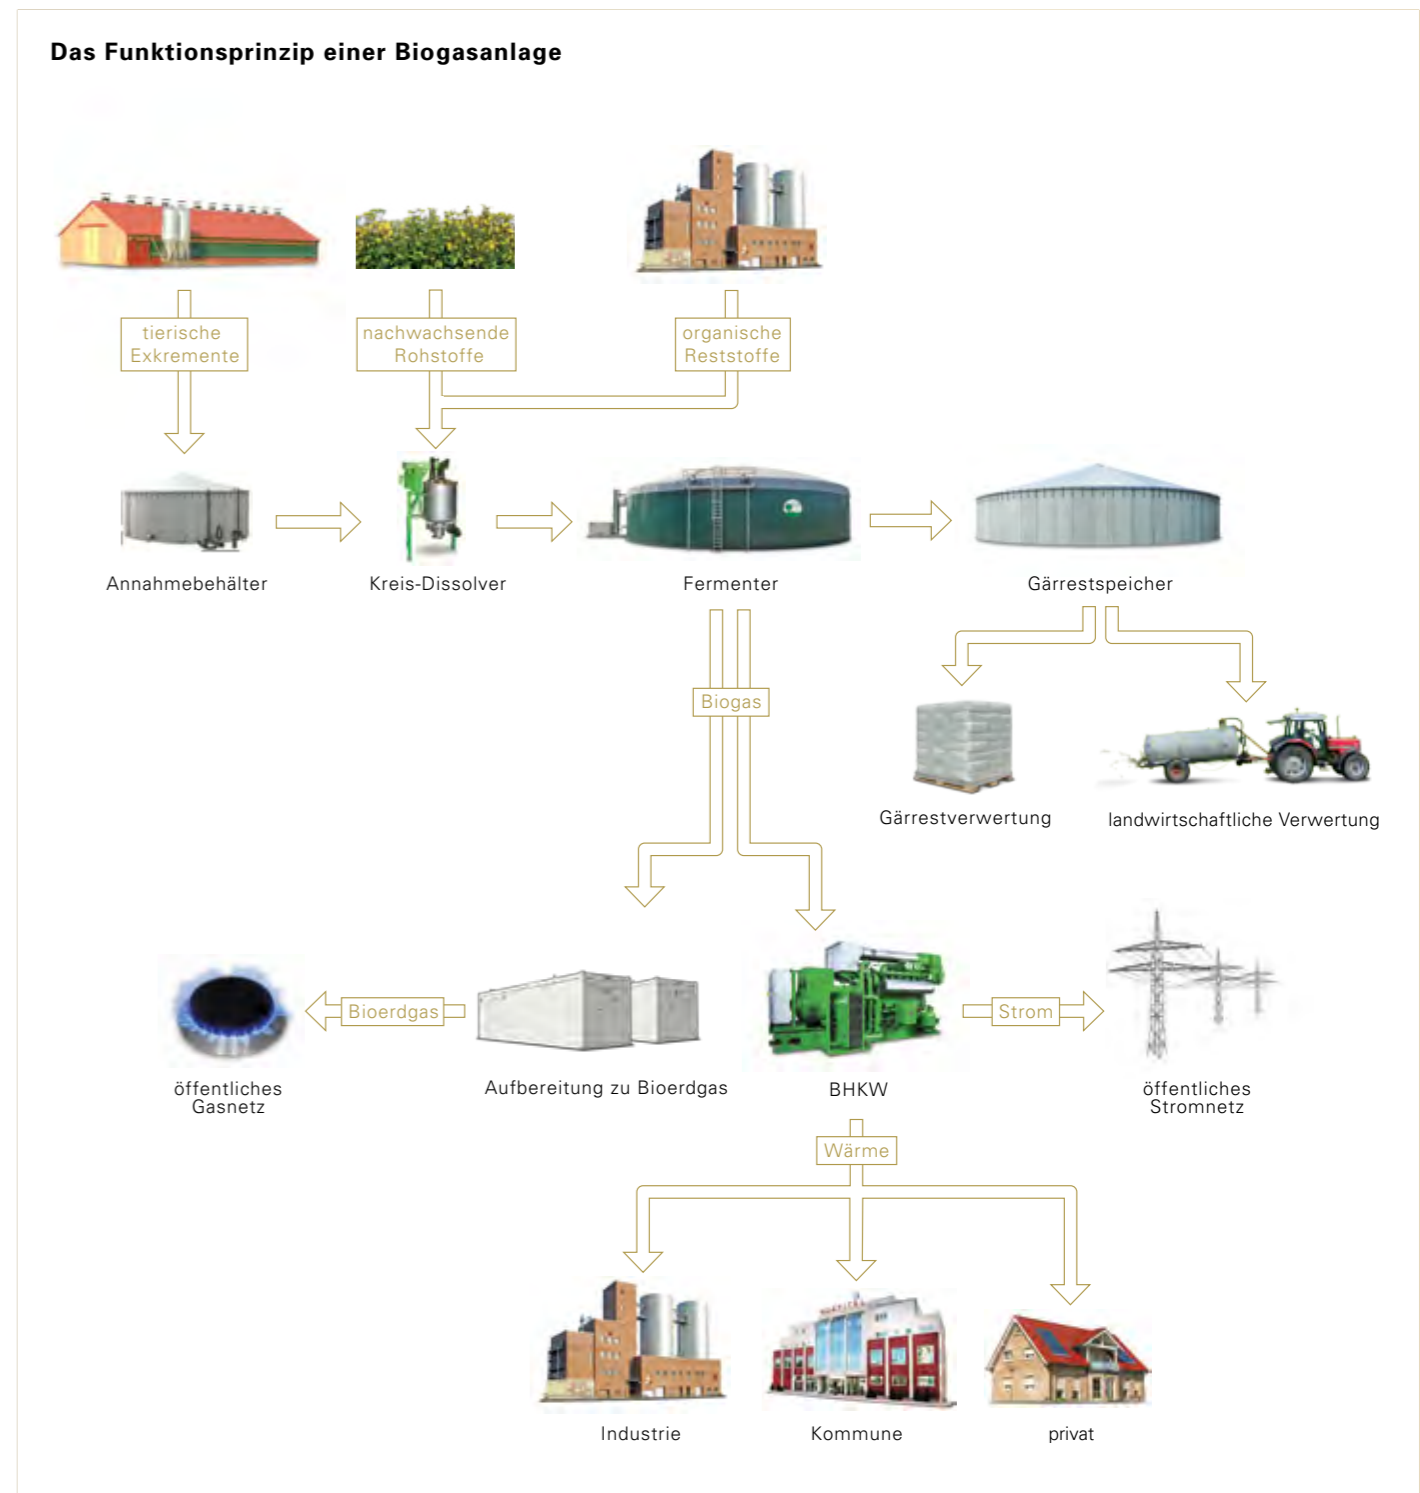 Das Funktionsprinzip einer Biogasanlage
tierische
Exkremente
nachwachsende
Rohstoffe
organische
Reststoffe
Annahmebehälter
Kreis-Dissolver
Fermenter
Gärrestspeicher
Biogas
Gärrestverwertung
landwirtschaftliche Verwertung
Bioerdgas
Strom
öffentliches
Gasnetz
Aufbereitung zu Bioerdgas
BHKW
öffentliches
Stromnetz
Wärme
Industrie
Kommune
privat